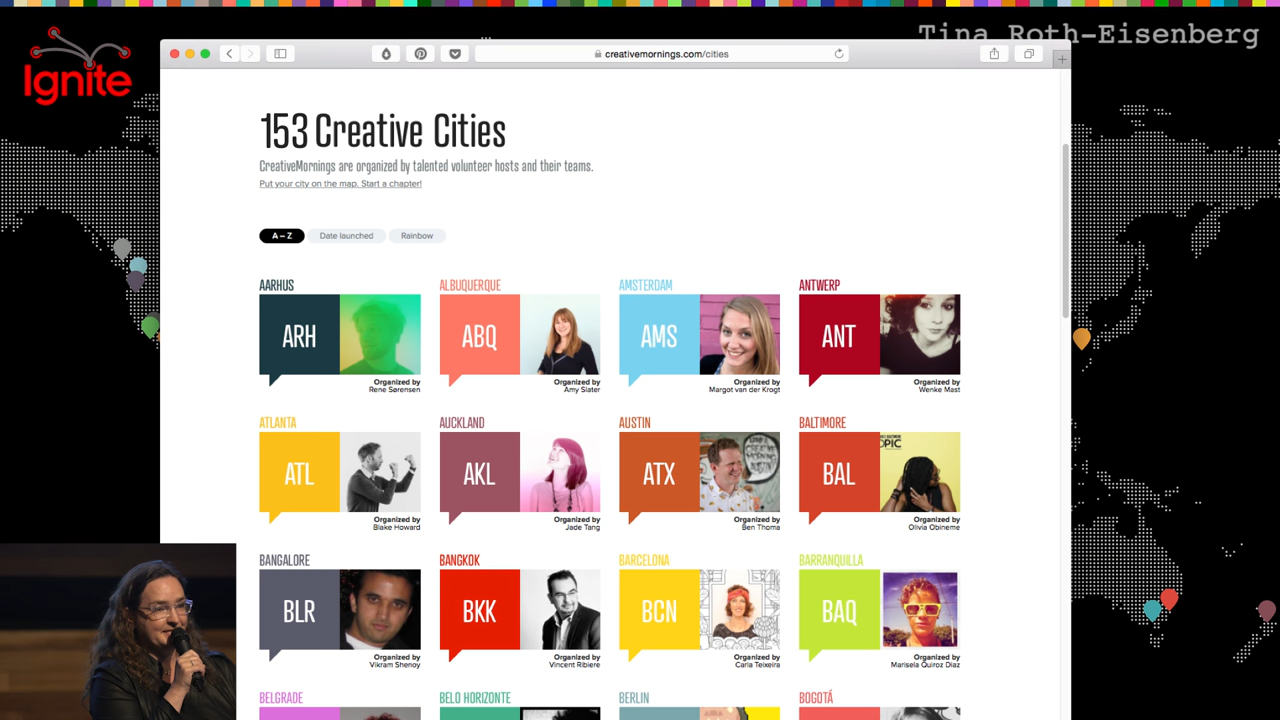 Tina Roth-Eisenberg
Ignite
creativemornings.com/cities
153 Creative Cities
CreativeMornings are organized by talented volunteer hosts and their teams.
Put your city on the map. Start a chapter!
A – Z
Date launched
Rainbow
AARHUS
ALBUQUERQUE
AMSTERDAM
ANTWERP
ARH
ABQ
AMS
ANT
Organized by
Rene Sørensen
Organized by
Amy Slater
Organized by
Margot van der Krogt
Organized by
Wenke Mast
ATLANTA
AUCKLAND
AUSTIN
BALTIMORE
ATL
AKL
ATX
BAL
Organized by
Blake Howard
Organized by
Jade Tang
Organized by
Ben Thoma
Organized by
Olivia Obineme
BANGALORE
BANGKOK
BARCELONA
BARRANQUILLA
BLR
BKK
BCN
BAQ
Organized by
Vikram Shenoy
Organized by
Vincent Ribiere
Organized by
Carla Teixeira
Organized by
Marisela Quiroz Diaz
BELGRADE
BELO HORIZONTE
BERLIN
BOGOTÁ